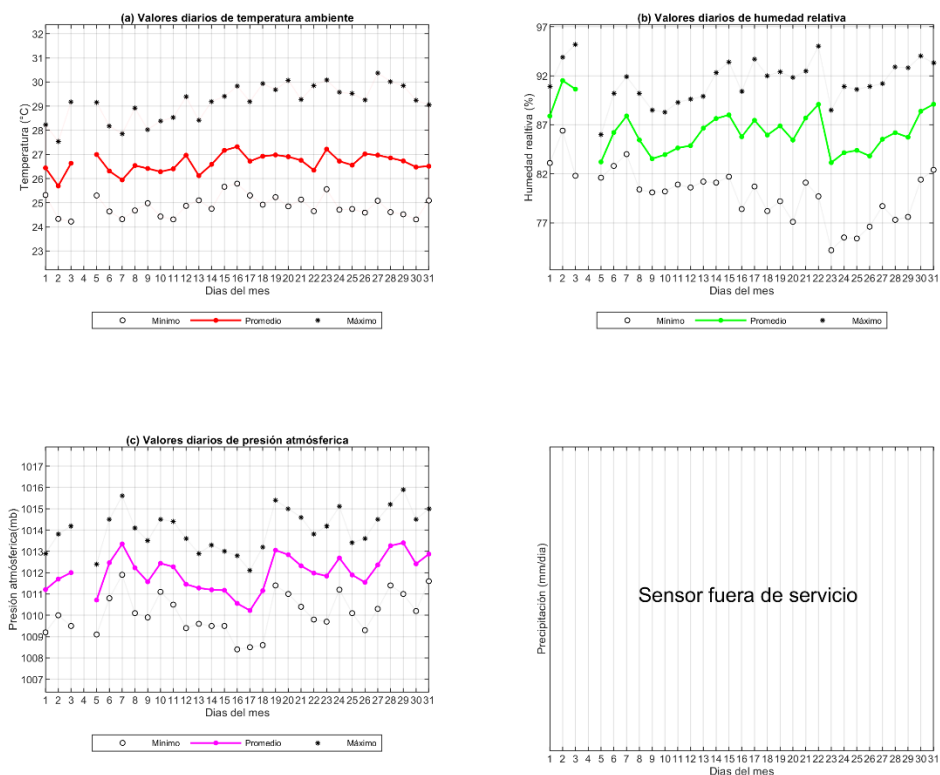 (a) Valores diarios de temperatura ambiente
32
31
30
29
28
27
26
25
24
23
Temperatura (°C)
1 2 3 4 5 6 7 8 9 10 11 12 13 14 15 16 17 18 19 20 21 22 23 24 25 26 27 28 29 30 31
Dias del mes
Mínimo Promedio Máximo
(b) Valores diarios de humedad relativa
97
92
87
82
77
Humedad realtiva (%)
1 2 3 4 5 6 7 8 9 10 11 12 13 14 15 16 17 18 19 20 21 22 23 24 25 26 27 28 29 30 31
Dias del mes
Mínimo Promedio Máximo
(c) Valores diarios de presión atmósferica
1017
1016
1015
1014
1013
1012
1011
1010
1009
1008
1007
Presión atmósferica(mb)
1 2 3 4 5 6 7 8 9 10 11 12 13 14 15 16 17 18 19 20 21 22 23 24 25 26 27 28 29 30 31
Dias del mes
Mínimo Promedio Máximo
Precipitación (mm/día)
Sensor fuera de servicio
1 2 3 4 5 6 7 8 9 10 11 12 13 14 15 16 17 18 19 20 21 22 23 24 25 26 27 28 29 30 31
Dias del mes